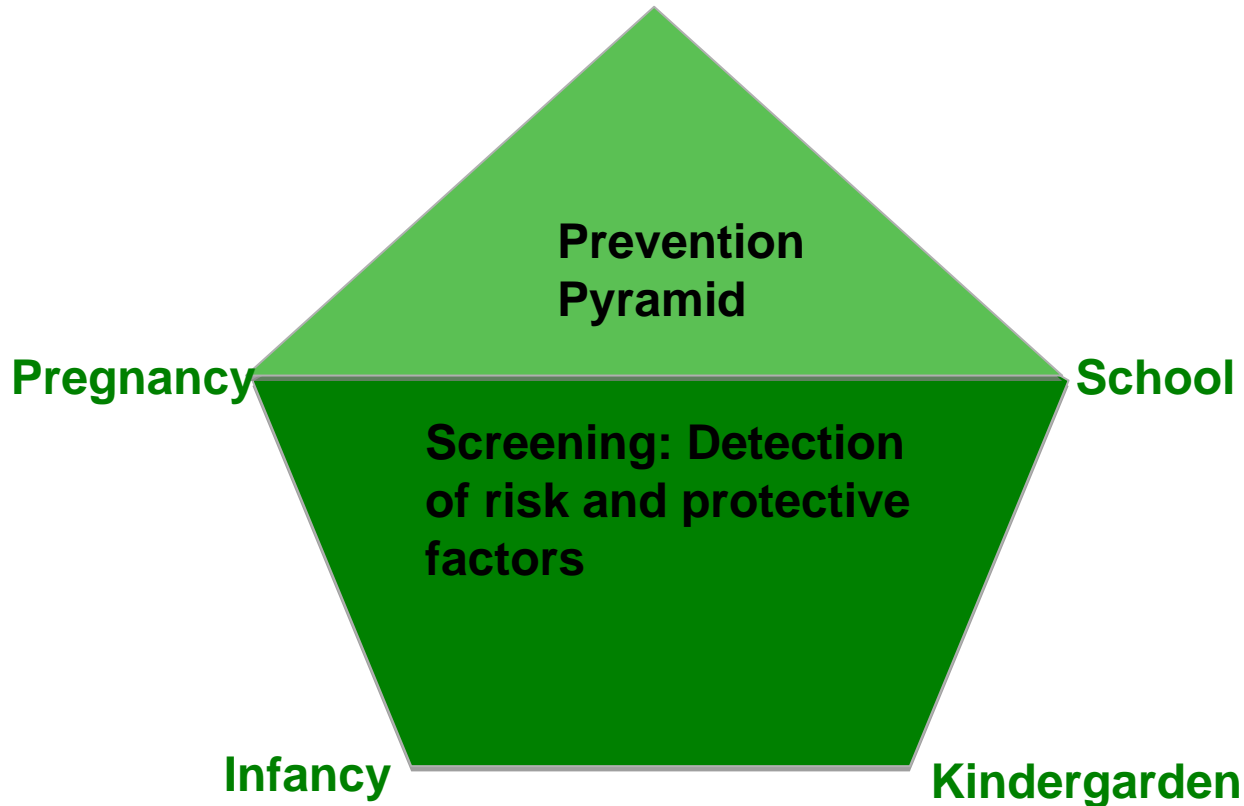 Prevention
Pyramid
Pregnancy
School
Screening: Detection
of risk and protective
factors
Infancy
Kindergarden